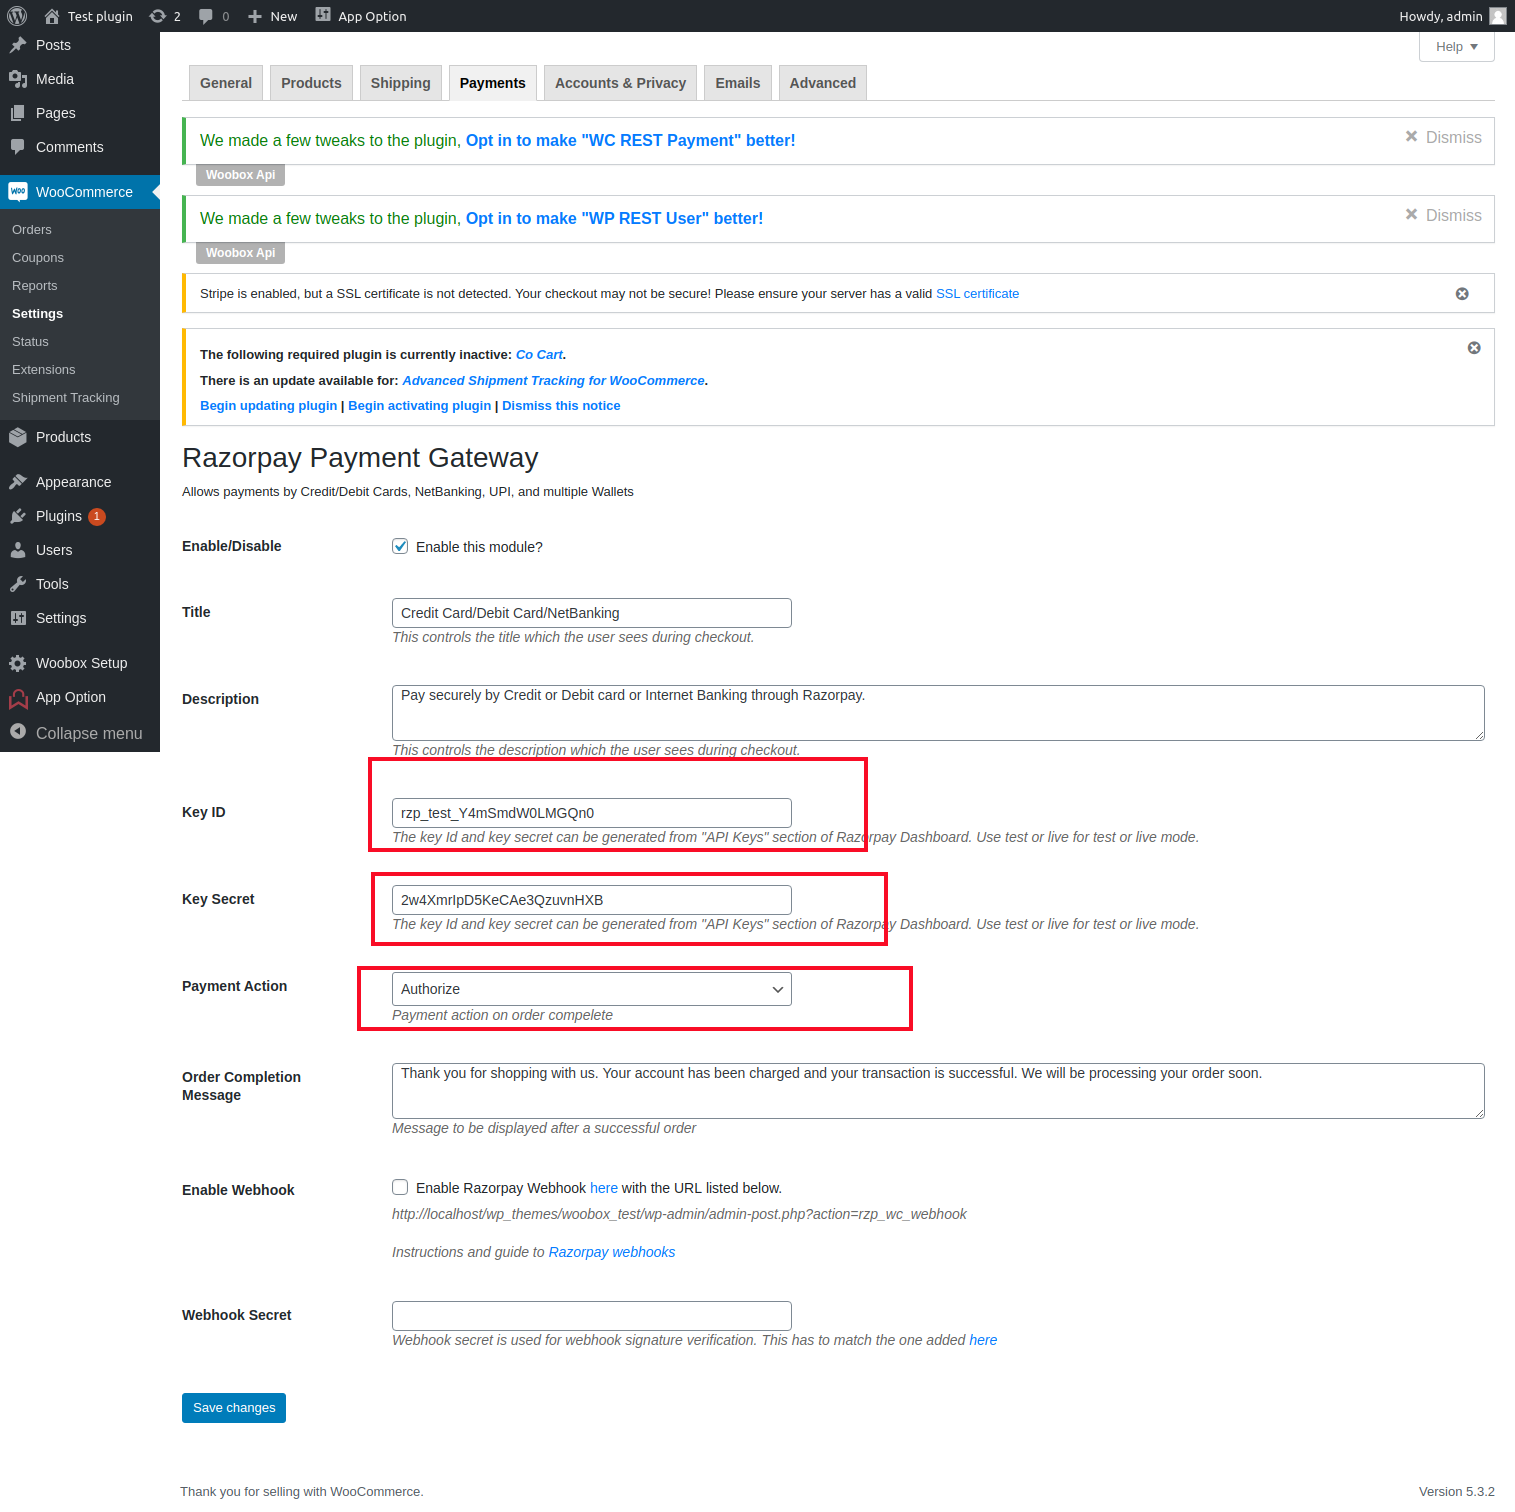 Test plugin 2 0 New App Option Howdy, admin
Posts
Media
Pages
Comments
WooCommerce
Orders
Coupons
Reports
Settings
Status
Extensions
Shipment Tracking
Products
Appearance
Plugins 1
Users
Tools
Settings
Woobox Setup
App Option
Collapse menu
Help
General Products Shipping Payments Accounts & Privacy Emails Advanced
We made a few tweaks to the plugin, Opt in to make "WC REST Payment" better! Dismiss
Woobox Api
We made a few tweaks to the plugin, Opt in to make "WP REST User" better! Dismiss
Woobox Api
Stripe is enabled, but a SSL certificate is not detected. Your checkout may not be secure! Please ensure your server has a valid SSL certificate
The following required plugin is currently inactive: Co Cart.
There is an update available for: Advanced Shipment Tracking for WooCommerce.
Begin updating plugin | Begin activating plugin | Dismiss this notice
Razorpay Payment Gateway
Allows payments by Credit/Debit Cards, NetBanking, UPI, and multiple Wallets
Enable/Disable Enable this module?
Title Credit Card/Debit Card/NetBanking
This controls the title which the user sees during checkout.
Description Pay securely by Credit or Debit card or Internet Banking through Razorpay.
This controls the description which the user sees during checkout.
Key ID rzp_test_Y4mSmdW0LMGQn0
The key Id and key secret can be generated from "API Keys" section of Razorpay Dashboard. Use test or live for test or live mode.
Key Secret 2w4XmrIpD5KeCAe3QzuvnHXB
The key Id and key secret can be generated from "API Keys" section of Razorpay Dashboard. Use test or live for test or live mode.
Payment Action Authorize
Payment action on order compelete
Order Completion Message Thank you for shopping with us. Your account has been charged and your transaction is successful. We will be processing your order soon.
Message to be displayed after a successful order
Enable Webhook Enable Razorpay Webhook here with the URL listed below.
http://localhost/wp_themes/woobox_test/wp-admin/admin-post.php?action=rzp_wc_webhook
Instructions and guide to Razorpay webhooks
Webhook Secret
Webhook secret is used for webhook signature verification. This has to match the one added here
Save changes
Thank you for selling with WooCommerce. Version 5.3.2